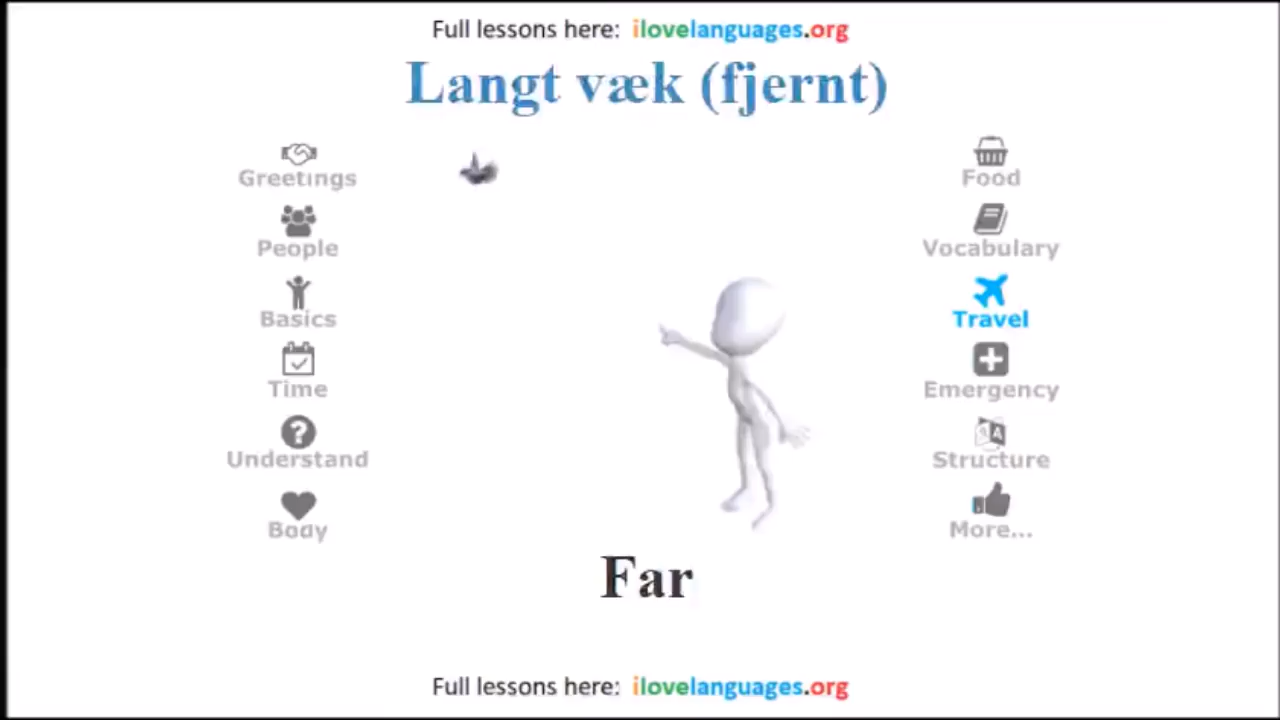 Full lessons here: ilovelanguages.org
Langt væk (fjernt)
Greetings
People
Basics
Time
Understand
Body
Food
Vocabulary
Travel
Emergency
Structure
More...
Far
Full lessons here: ilovelanguages.org